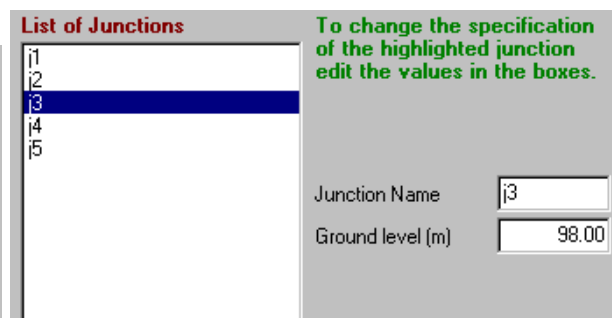 List of Junctions
j1
j2
j3
j4
j5
To change the specification
of the highlighted junction
edit the values in the boxes.
Junction Name j3
Ground level (m) 98.00